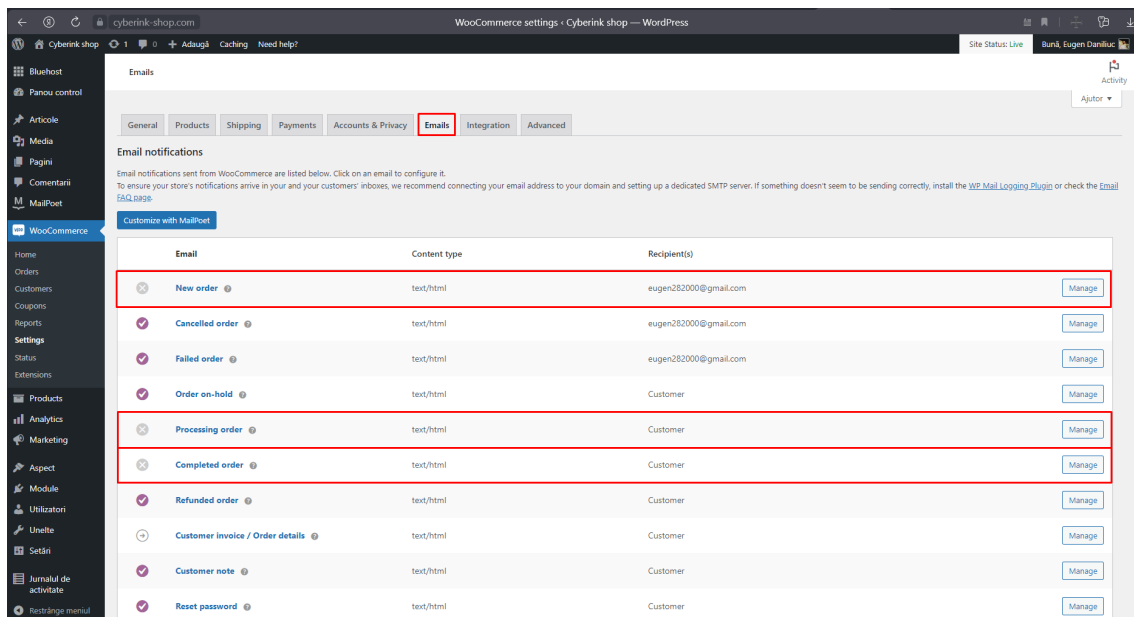 cyberink-shop.com
WooCommerce settings ‹ Cyberink shop — WordPress
Cyberink shop 1 0 + Adaugă Caching Need help?
Site Status: Live Bună, Eugen Daniliuc
Bluehost
Panou control
Articole
Media
Pagini
Comentarii
MailPoet
WooCommerce
Home
Orders
Customers
Coupons
Reports
Settings
Status
Extensions
Products
Analytics
Marketing
Aspect
Module
Utilizatori
Unelte
Setări
Jurnalul de
activitate
Restrânge meniul
Emails
Activity
Ajutor
General Products Shipping Payments Accounts & Privacy Emails Integration Advanced
Email notifications
Email notifications sent from WooCommerce are listed below. Click on an email to configure it.
To ensure your store's notifications arrive in your and your customers' inboxes, we recommend connecting your email address to your domain and setting up a dedicated SMTP server. If something doesn't seem to be sending correctly, install the WP Mail Logging Plugin or check the Email
FAQ page.
Customize with MailPoet
Email Content type Recipient(s)
New order text/html eugen282000@gmail.com Manage
Cancelled order text/html eugen282000@gmail.com Manage
Failed order text/html eugen282000@gmail.com Manage
Order on-hold text/html Customer Manage
Processing order text/html Customer Manage
Completed order text/html Customer Manage
Refunded order text/html Customer Manage
Customer invoice / Order details text/html Customer Manage
Customer note text/html Customer Manage
Reset password text/html Customer Manage